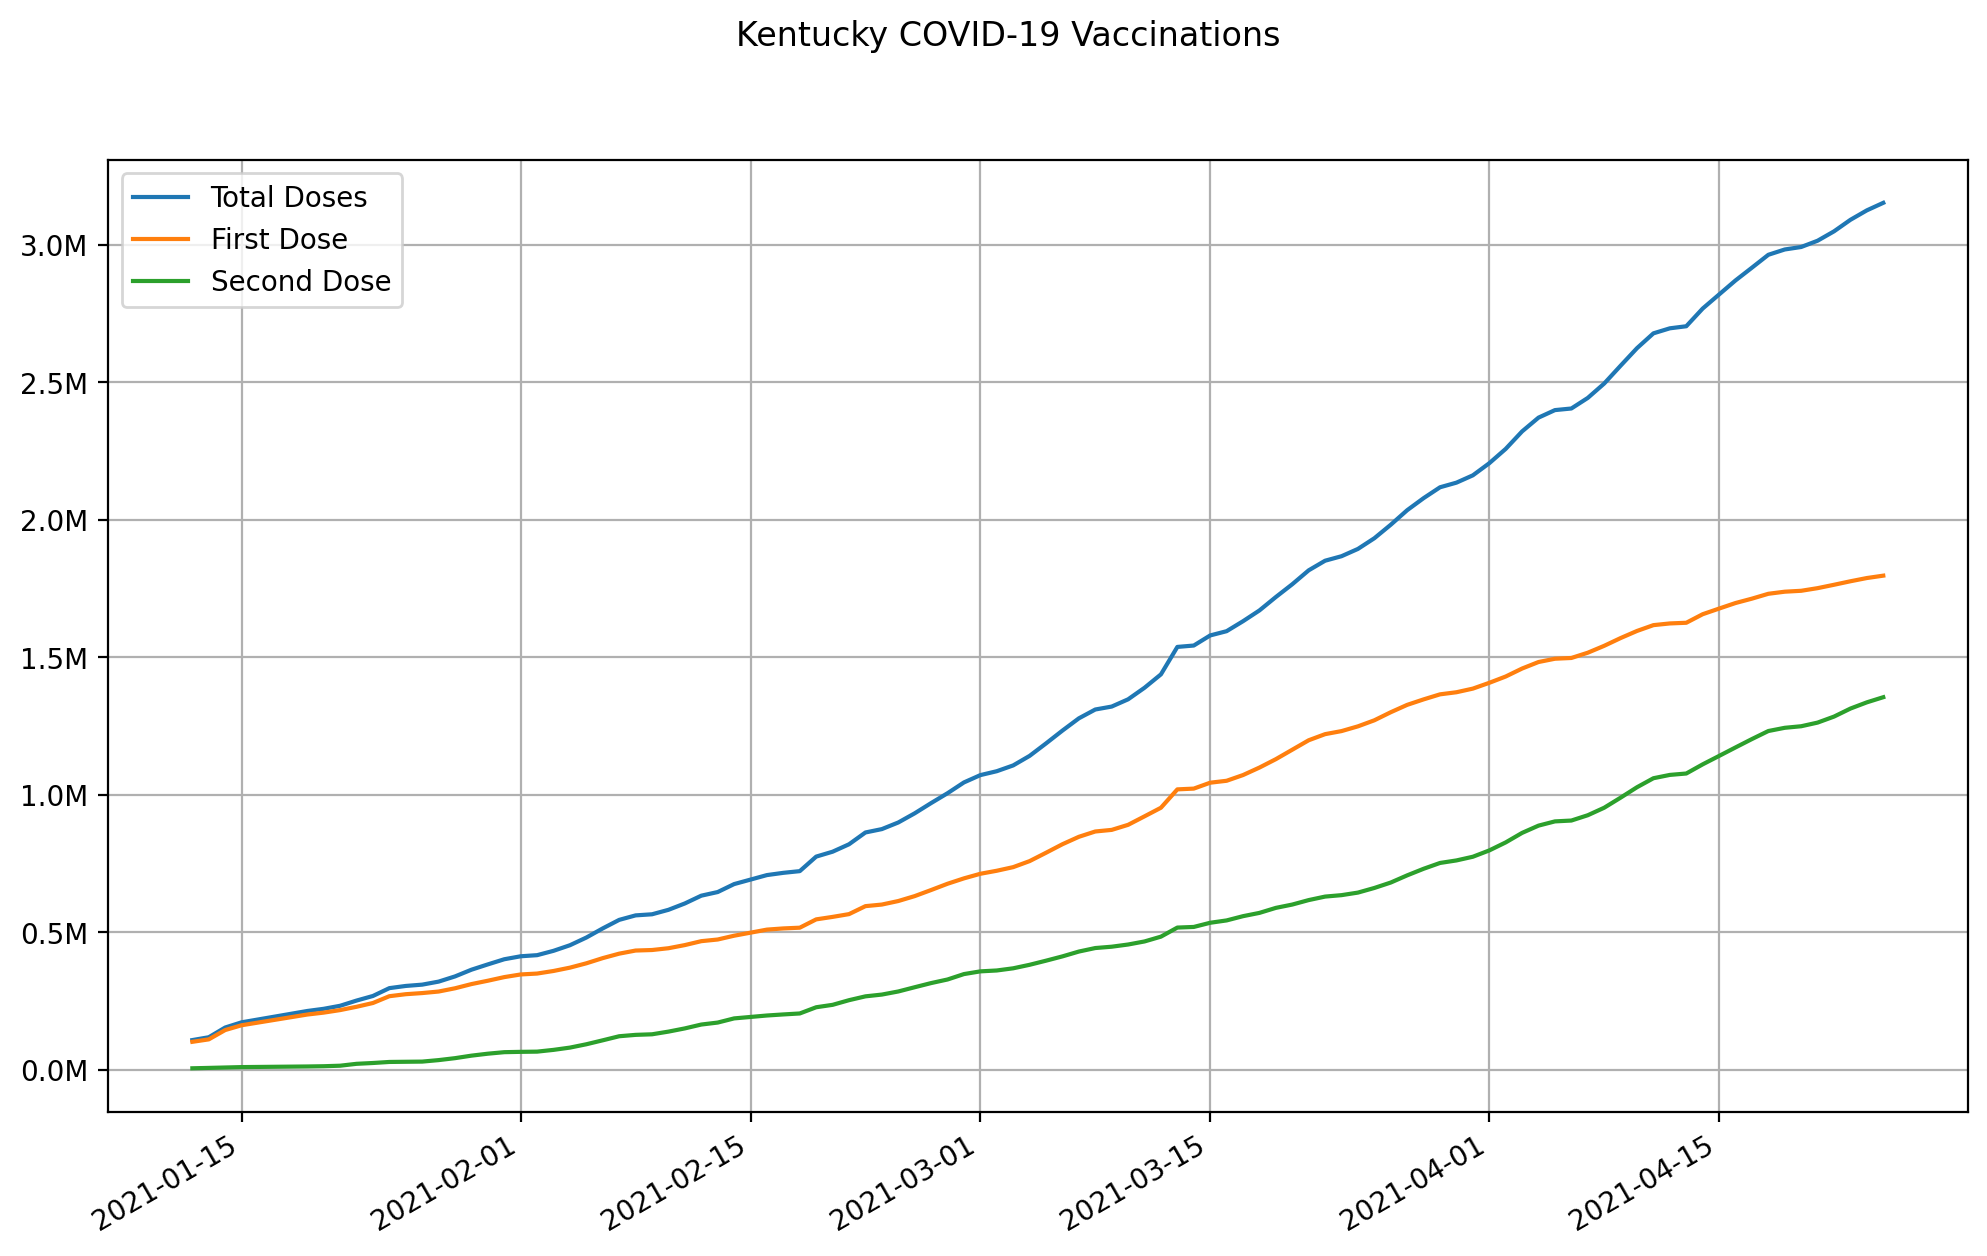 Kentucky COVID-19 Vaccinations
Total Doses
First Dose
Second Dose
3.0M
2.5M
2.0M
1.5M
1.0M
0.5M
0.0M
2021-01-15
2021-02-01
2021-02-15
2021-03-01
2021-03-15
2021-04-01
2021-04-15